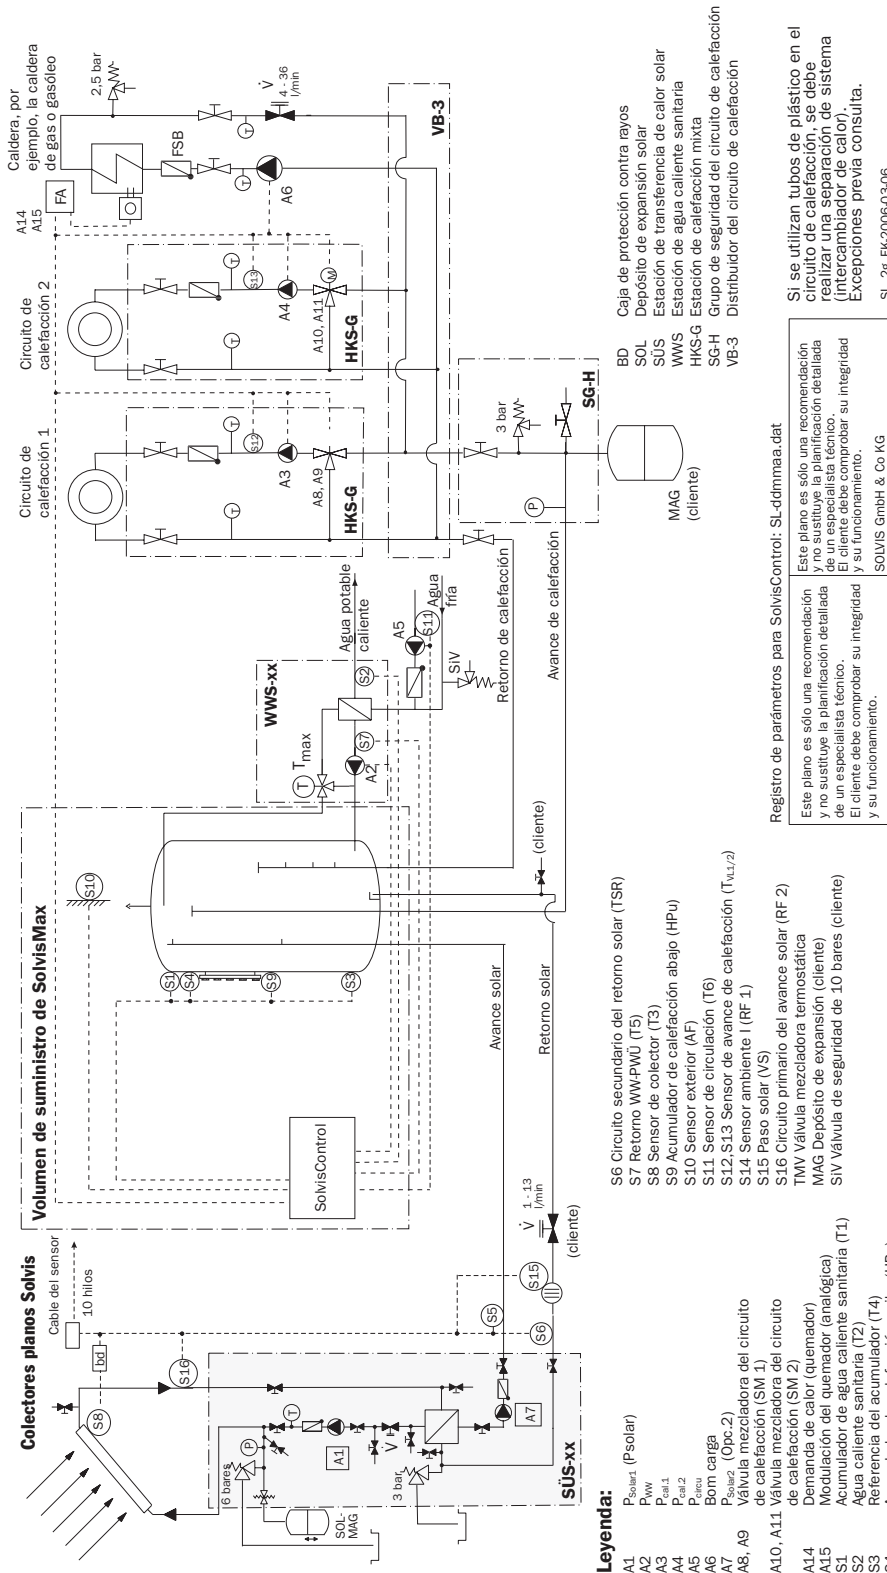 Colectores planos Solvis
Cable del sensor
10 hilos
S8
bd
S16
6 bares
P
T
A1
V̇
3 bar
SOL-
MAG
A7
SÜS-xx
S5
S6
S15
V̇
1 - 13
l/min
(cliente)
Volumen de suministro de SolvisMax
SolvisControl
S10
S1
S4
S9
S3
Avance solar
Retorno solar
(cliente)
WWS-xx
T
Tmax
A2
S7
S2
Agua potable
caliente
A5
S11
Agua
fría
SiV
Retorno de calefacción
Avance de calefacción
Circuito de
calefacción 1
T
T
S12
A3
A8, A9
HKS-G
Circuito de
calefacción 2
T
T
S13
A4
M
A10, A11
HKS-G
A14
A15
FA
Caldera, por
ejemplo, la caldera
de gas o gasóleo
2,5 bar
FSB
T
T
A6
V̇
4 - 36
l/min
VB-3
3 bar
P
SG-H
MAG
(cliente)
Leyenda:
A1 PSolar1 (Psolar)
A2 PWW
A3 Pcal.1
A4 Pcal.2
A5 Pcircu
A6 Bom carga
A7 PSolar2 (Opc.2)
A8, A9 Válvula mezcladora del circuito
de calefacción (SM 1)
A10, A11 Válvula mezcladora del circuito
de calefacción (SM 2)
A14 Demanda de calor (quemador)
A15 Modulación del quemador (analógica)
S1 Acumulador de agua caliente sanitaria (T1)
S2 Agua caliente sanitaria (T2)
S3 Referencia del acumulador (T4)
S6 Circuito secundario del retorno solar (TSR)
S7 Retorno WW-PWÜ (T5)
S8 Sensor de colector (T3)
S9 Acumulador de calefacción abajo (HPu)
S10 Sensor exterior (AF)
S11 Sensor de circulación (T6)
S12,S13 Sensor de avance de calefacción (TVL1/2)
S14 Sensor ambiente I (RF 1)
S15 Paso solar (VS)
S16 Circuito primario del avance solar (RF 2)
TMV Válvula mezcladora termostática
MAG Depósito de expansión (cliente)
SiV Válvula de seguridad de 10 bares (cliente)
BD Caja de protección contra rayos
SOL Depósito de expansión solar
SÜS Estación de transferencia de calor solar
WWS Estación de agua caliente sanitaria
HKS-G Estación de calefacción mixta
SG-H Grupo de seguridad del circuito de calefacción
VB-3 Distribuidor del circuito de calefacción
Registro de parámetros para SolvisControl: SL-ddmmaa.dat
Este plano es sólo una recomendación
y no sustituye la planificación detallada
de un especialista técnico.
El cliente debe comprobar su integridad
y su funcionamiento.
Este plano es sólo una recomendación
y no sustituye la planificación detallada
de un especialista técnico.
El cliente debe comprobar su integridad
y su funcionamiento.
SOLVIS GmbH & Co KG
Si se utilizan tubos de plástico en el
circuito de calefacción, se debe
realizar una separación de sistema
(intercambiador de calor).
Excepciones previa consulta.